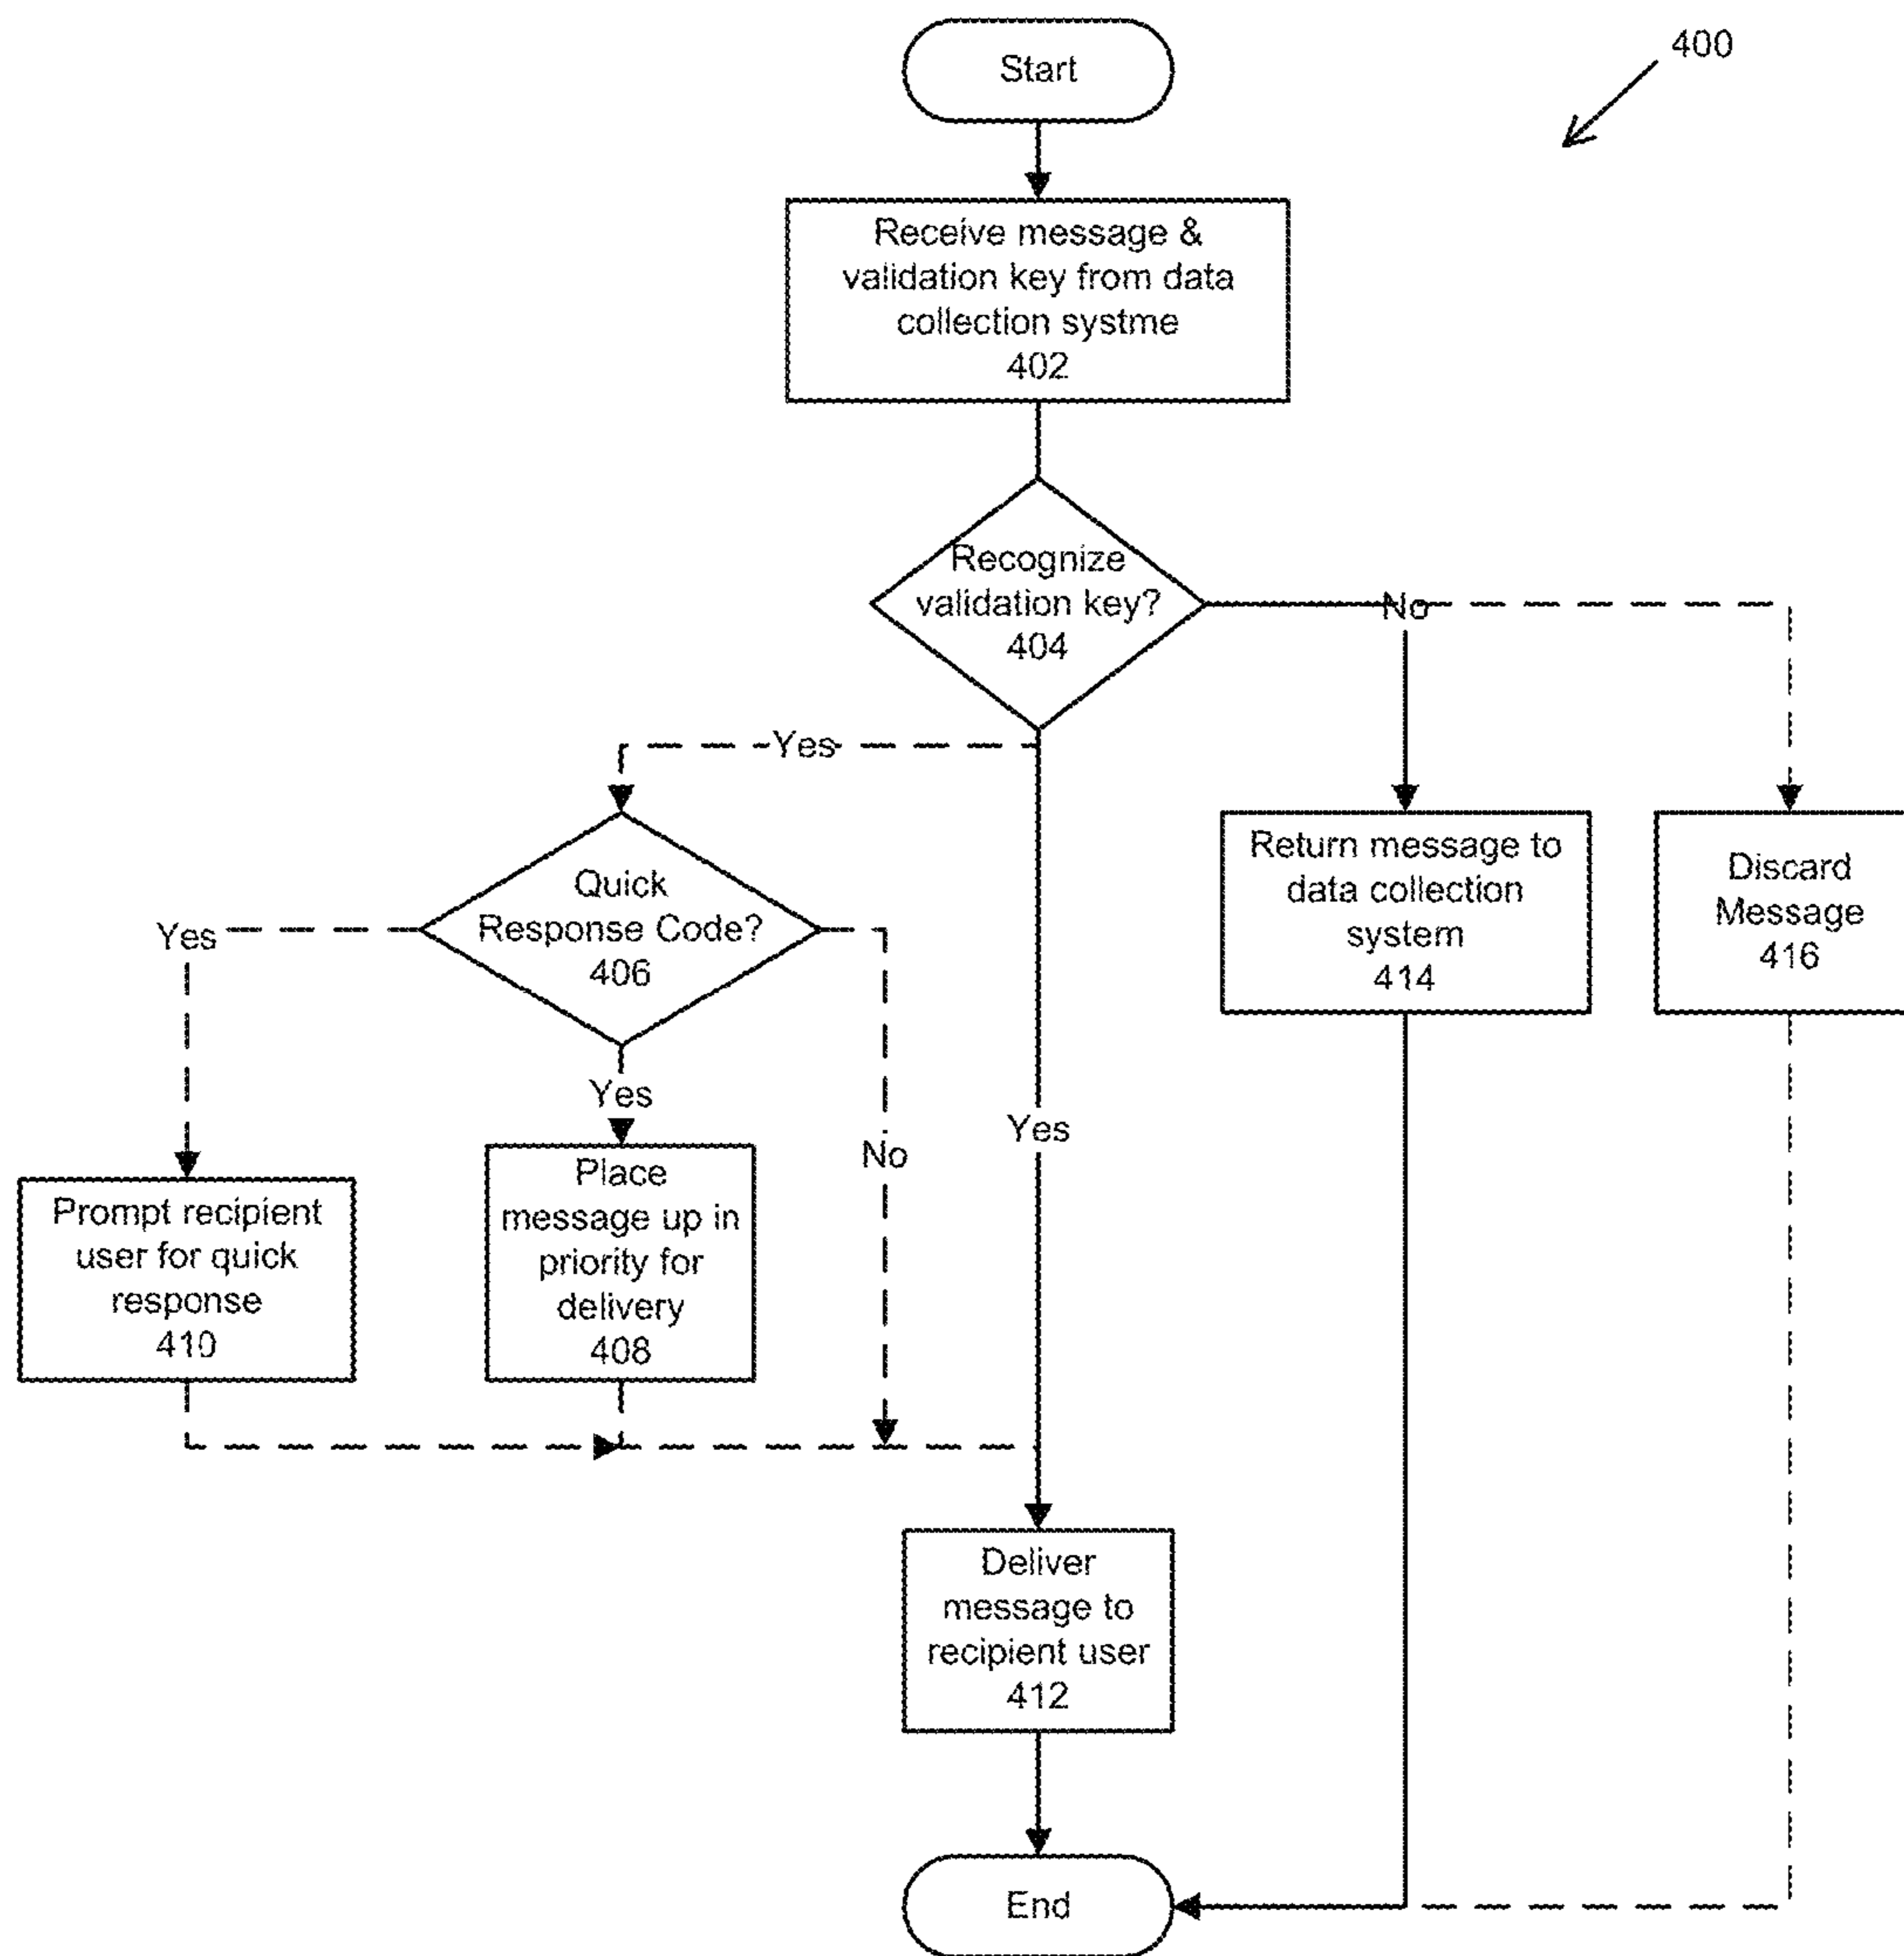 Start
400
Receive message &
validation key from data
collection systme
402
Recognize
validation key?
404
No
Yes
Quick
Response Code?
406
Yes
Return message to
data collection
system
414
Discard
Message
416
Yes
Yes
No
Prompt recipient
user for quick
response
410
Place
message up in
priority for
delivery
408
Deliver
message to
recipient user
412
End